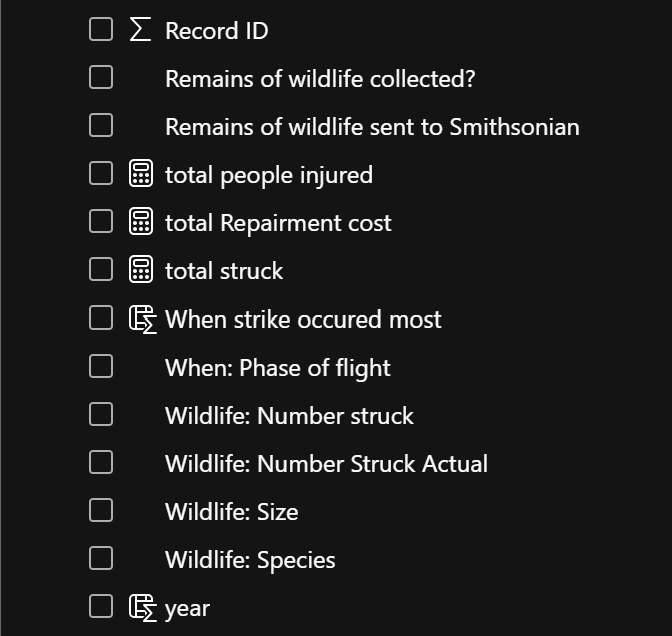 Record ID
Remains of wildlife collected?
Remains of wildlife sent to Smithsonian
total people injured
total Repairment cost
total struck
When strike occured most
When: Phase of flight
Wildlife: Number struck
Wildlife: Number Struck Actual
Wildlife: Size
Wildlife: Species
year